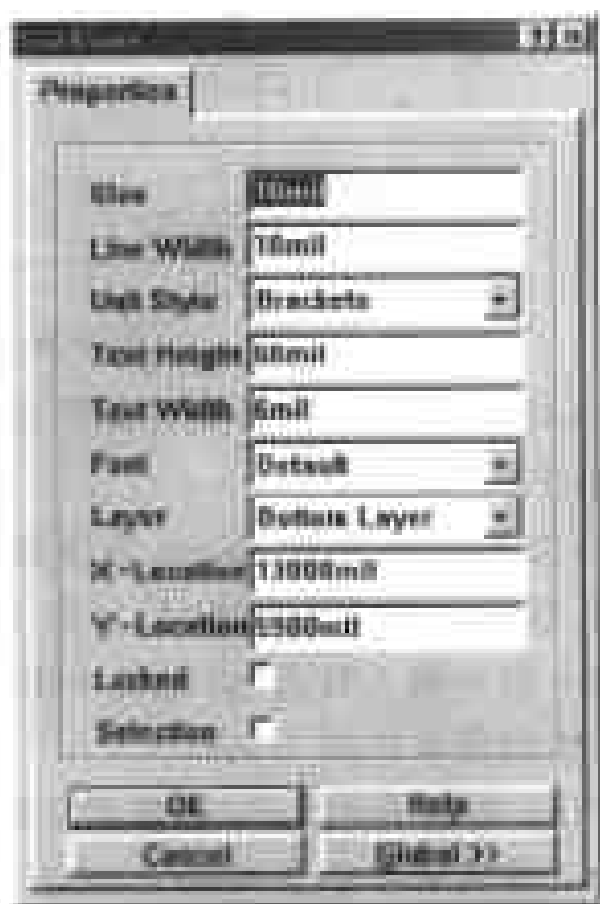 Properties
Size 10mil
Line Width 10mil
Unit Style Brackets
Text Height 60mil
Text Width 6mil
Font Default
Layer Bottom Layer
X-Location
Y-Location
Locked
Selection
OK Help
Cancel Global >>